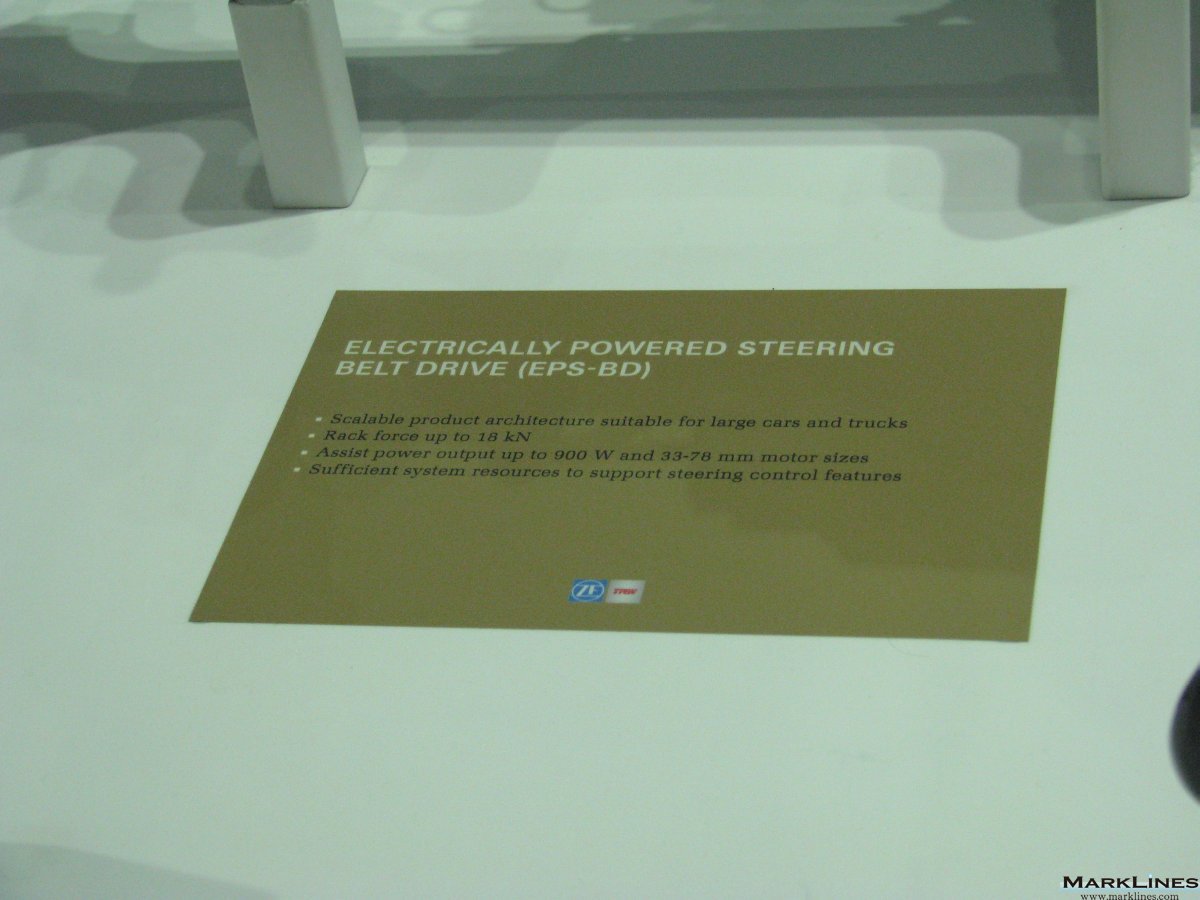 ELECTRICALLY POWERED STEERING
BELT DRIVE (EPS-BD)
▪ Scalable product architecture suitable for large cars and trucks
▪ Rack force up to 18 kN
▪ Assist power output up to 900 W and 33-78 mm motor sizes
▪ Sufficient system resources to support steering control features
ZF TRW
MARKLINES
www.marklines.com